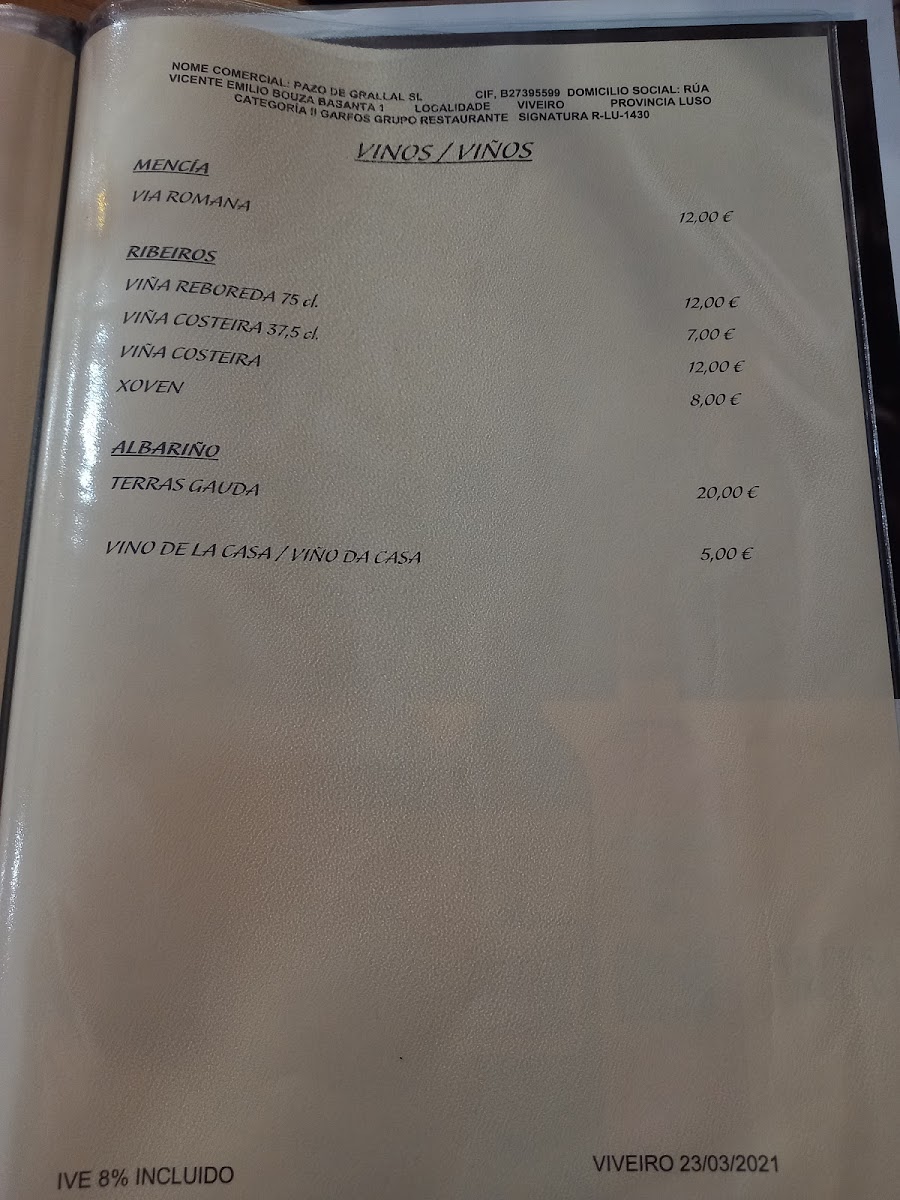 NOME COMERCIAL: PAZO DE GRALLAL SL CIF, B27395599 DOMICILIO SOCIAL: RÚA
VICENTE EMILIO BOUZA BASANTA 1 LOCALIDADE VIVEIRO PROVINCIA LUSO
CATEGORÍA II GARFOS GRUPO RESTAURANTE SIGNATURA R-LU-1430
VINOS / VIÑOS
MENCÍA
VIA ROMANA 12,00 €
RIBEIROS
VIÑA REBOREDA 75 cl. 12,00 €
VIÑA COSTEIRA 37,5 cl. 7,00 €
VIÑA COSTEIRA 12,00 €
XOVEN 8,00 €
ALBARIÑO
TERRAS GAUDA 20,00 €
VINO DE LA CASA / VIÑO DA CASA 5,00 €
IVE 8% INCLUIDO VIVEIRO 23/03/2021